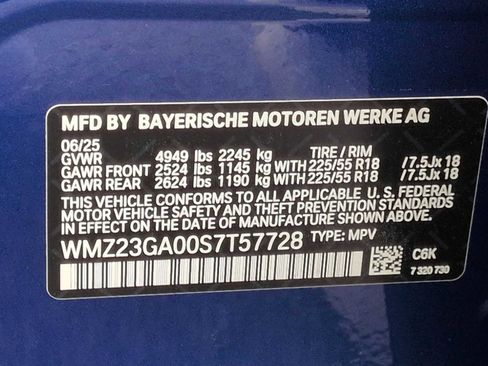 MFD BY BAYERISCHE MOTOREN WERKE AG
06/25
GVWR 4949 lbs 2245 kg TIRE / RIM
GAWR FRONT 2524 lbs 1145 kg WITH 225/55 R18 /7.5Jx 18
GAWR REAR 2624 lbs 1190 kg WITH 225/55 R18 /7.5Jx 18
THIS VEHICLE CONFORMS TO ALL APPLICABLE U. S. FEDERAL
MOTOR VEHICLE SAFETY STANDARDS IN EFFECT ON THE
DATE OF MANUFACTURE SHOWN ABOVE.
WMZ23GA00S7T57728 TYPE: MPV
C6K
7 320 730